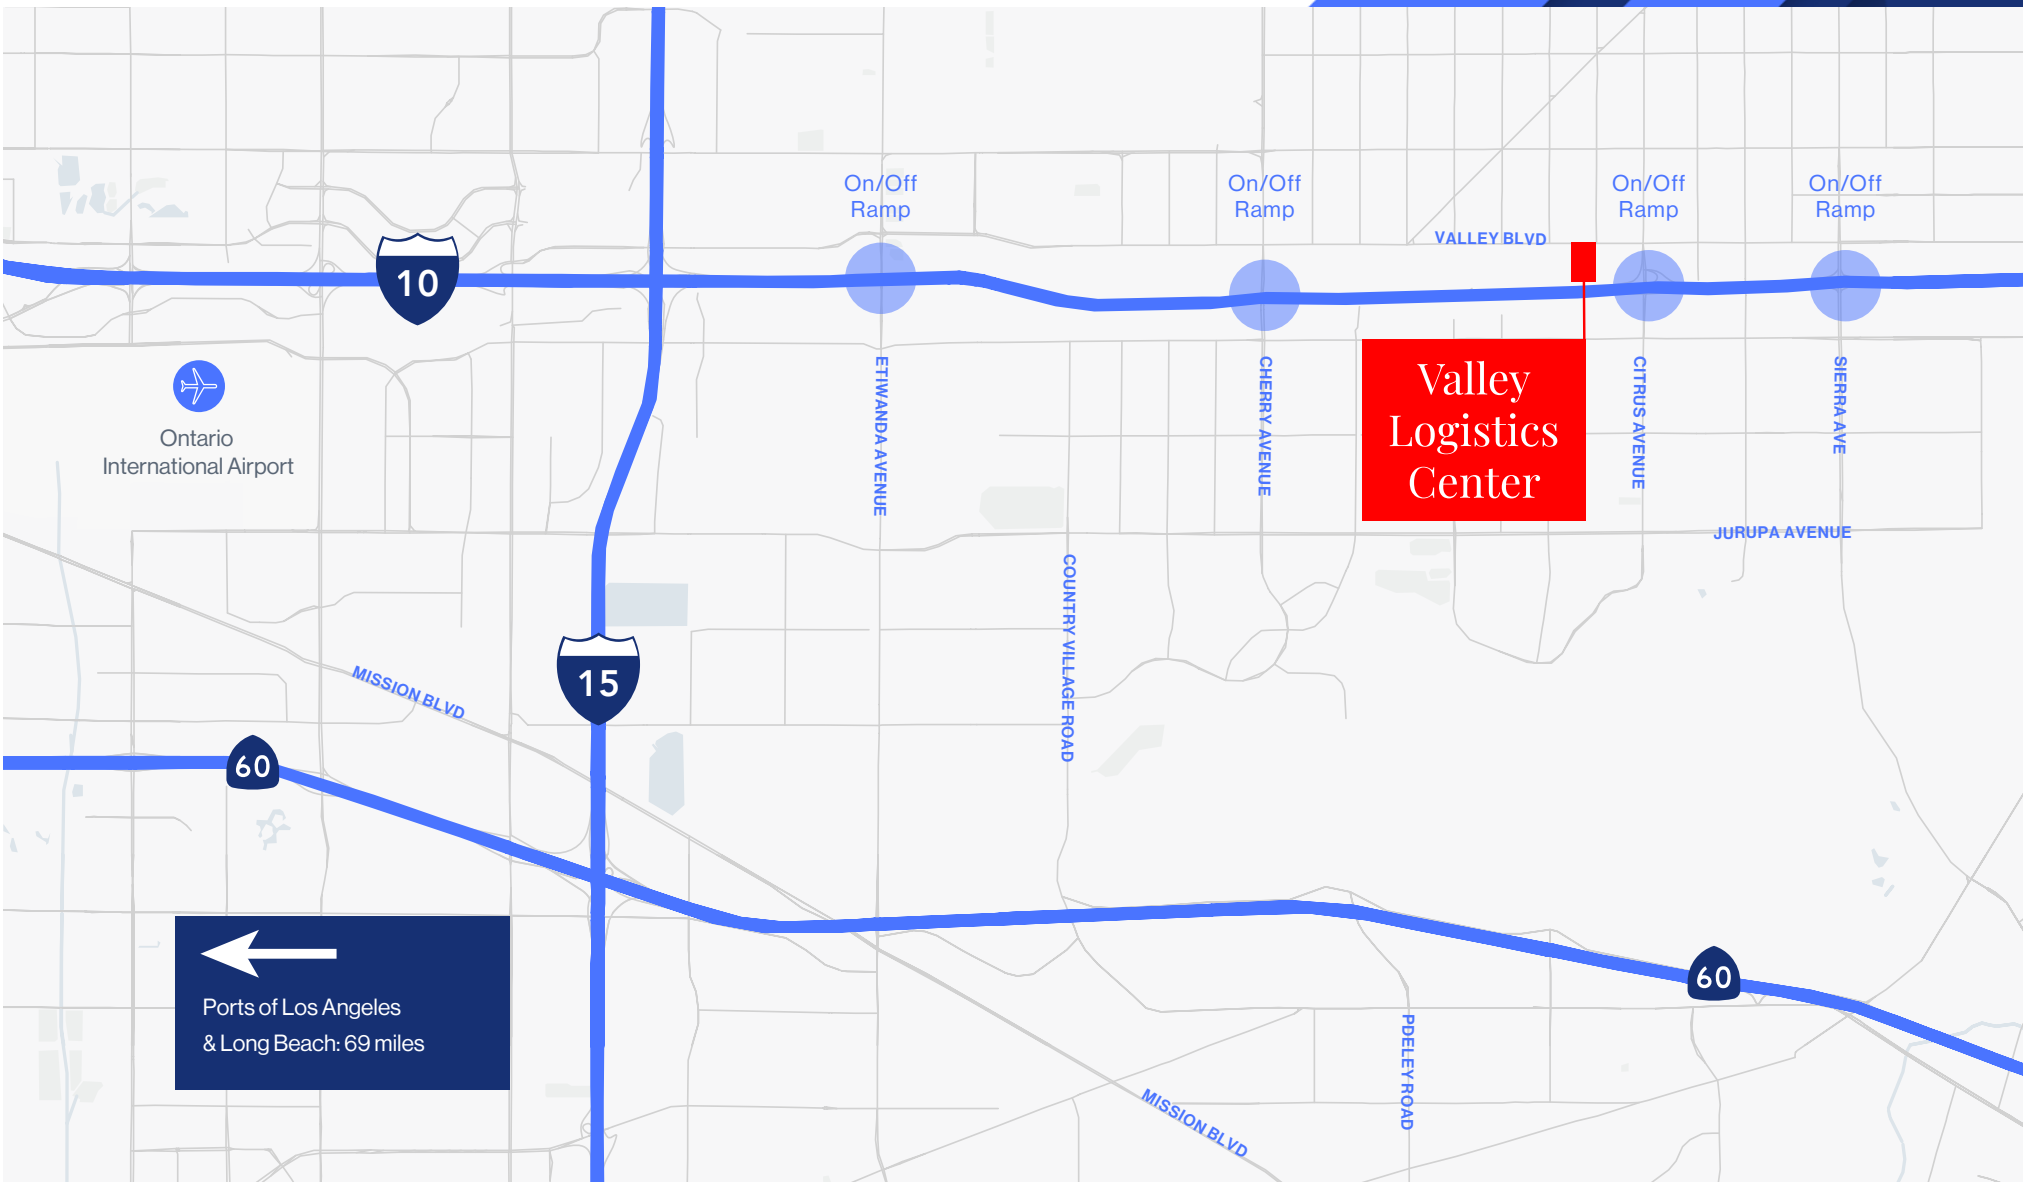 On/Off
Ramp
On/Off
Ramp
On/Off
Ramp
On/Off
Ramp
VALLEY BLVD
10
ETIWANDA AVENUE
CHERRY AVENUE
Valley
Logistics
Center
CITRUS AVENUE
SIERRA AVE
Ontario
International Airport
JURUPA AVENUE
COUNTRY VILLAGE ROAD
15
MISSION BLVD
60
60
Ports of Los Angeles
& Long Beach: 69 miles
PDELEY ROAD
MISSION BLVD